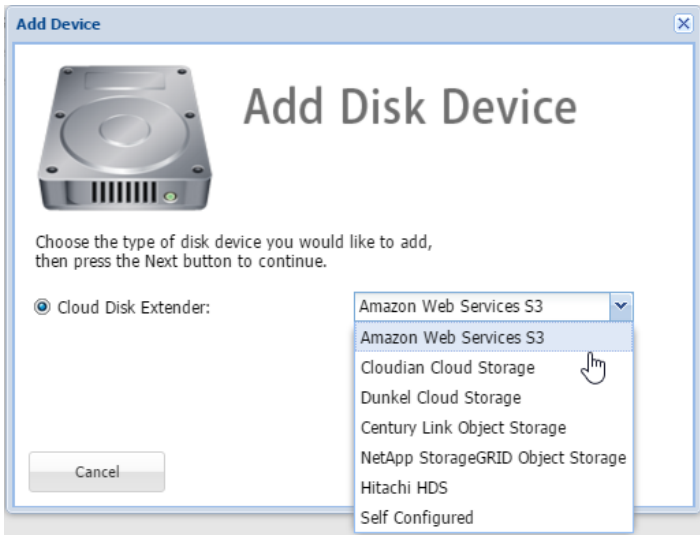 Add Device
Add Disk Device
Choose the type of disk device you would like to add,
then press the Next button to continue.
Cloud Disk Extender:
Amazon Web Services S3
Amazon Web Services S3
Cloudian Cloud Storage
Dunkel Cloud Storage
Century Link Object Storage
NetApp StorageGRID Object Storage
Hitachi HDS
Self Configured
Cancel